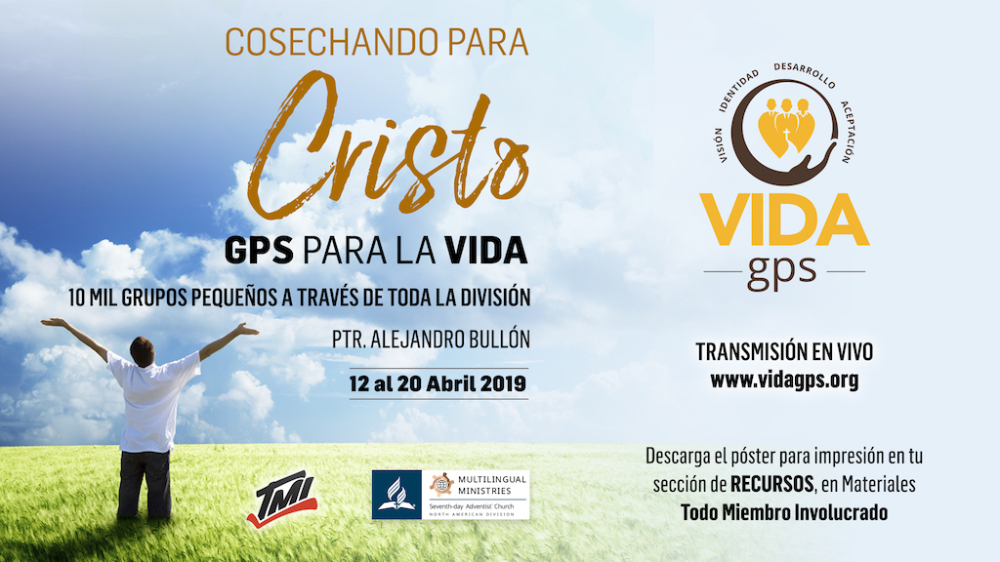 COSECHANDO PARA
Cristo
GPS PARA LA VIDA
10 MIL GRUPOS PEQUEÑOS A TRAVÉS DE TODA LA DIVISIÓN
PTR. ALEJANDRO BULLÓN
12 al 20 Abril 2019
TMI
MULTILINGUAL
MINISTRIES
Seventh-day Adventist® Church
NORTH AMERICAN DIVISION
VISIÓN IDENTIDAD DESARROLLO ACEPTACIÓN
VIDA
gps
TRANSMISIÓN EN VIVO
www.vidagps.org
Descarga el póster para impresión en tu
sección de RECURSOS, en Materiales
Todo Miembro Involucrado